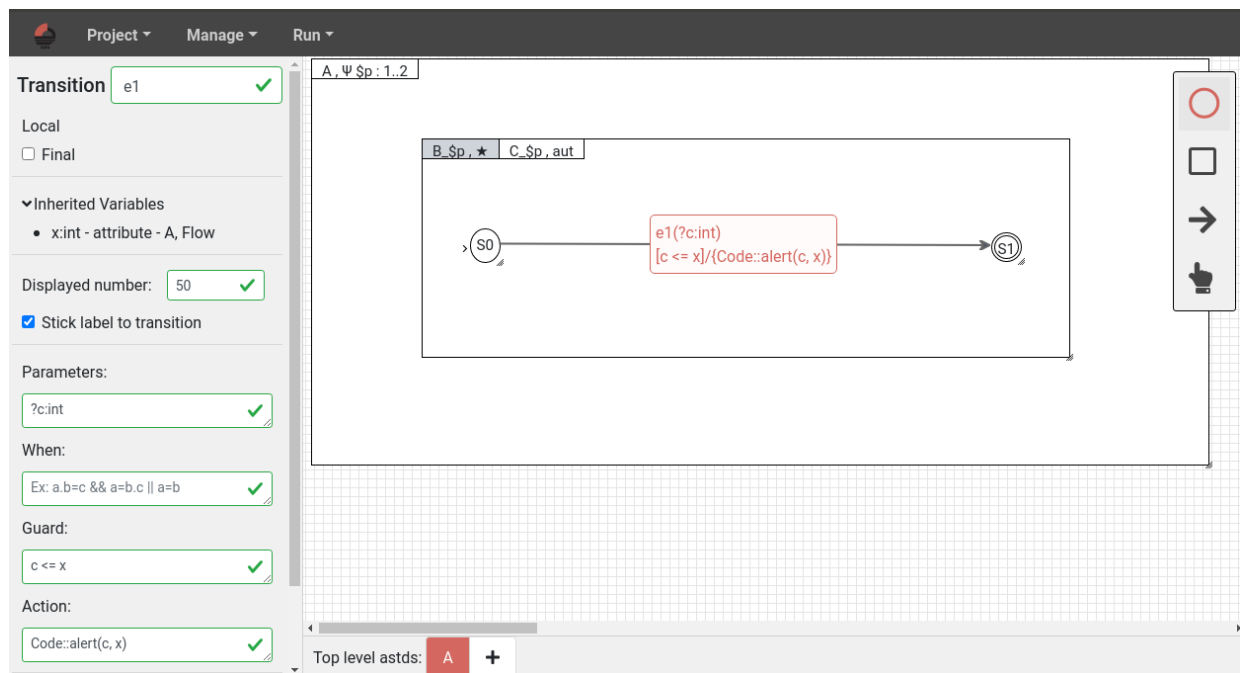 Project Manage Run
Transition e1
Local
Final
Inherited Variables
x:int - attribute - A, Flow
Displayed number: 50
Stick label to transition
Parameters:
?c:int
When:
Ex: a.b=c && a=b.c || a=b
Guard:
c <= x
Action:
Code::alert(c, x)
A , Ψ $p : 1..2
B_$p , ★ C_$p , aut
S0
e1(?c:int)
[c <= x]/{Code::alert(c, x)}
S1
Top level astds: A +